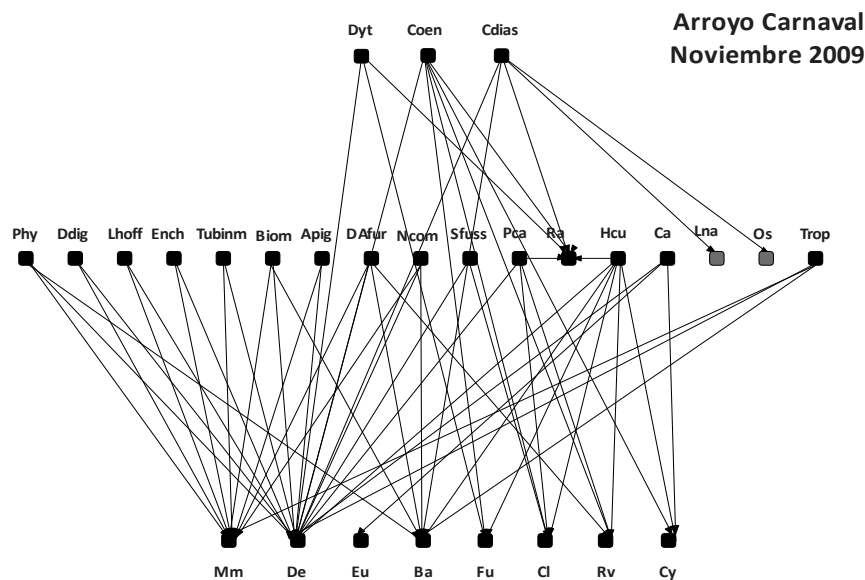 Arroyo Carnaval
Noviembre 2009
Dyt Coen Cdias
Phy Ddig Lhoff Ench Tubinm Biom Apig DAfur Ncom Sfuss Pca Ra Hcu Ca Lna Os Trop
Mm De Eu Ba Fu Cl Rv Cy